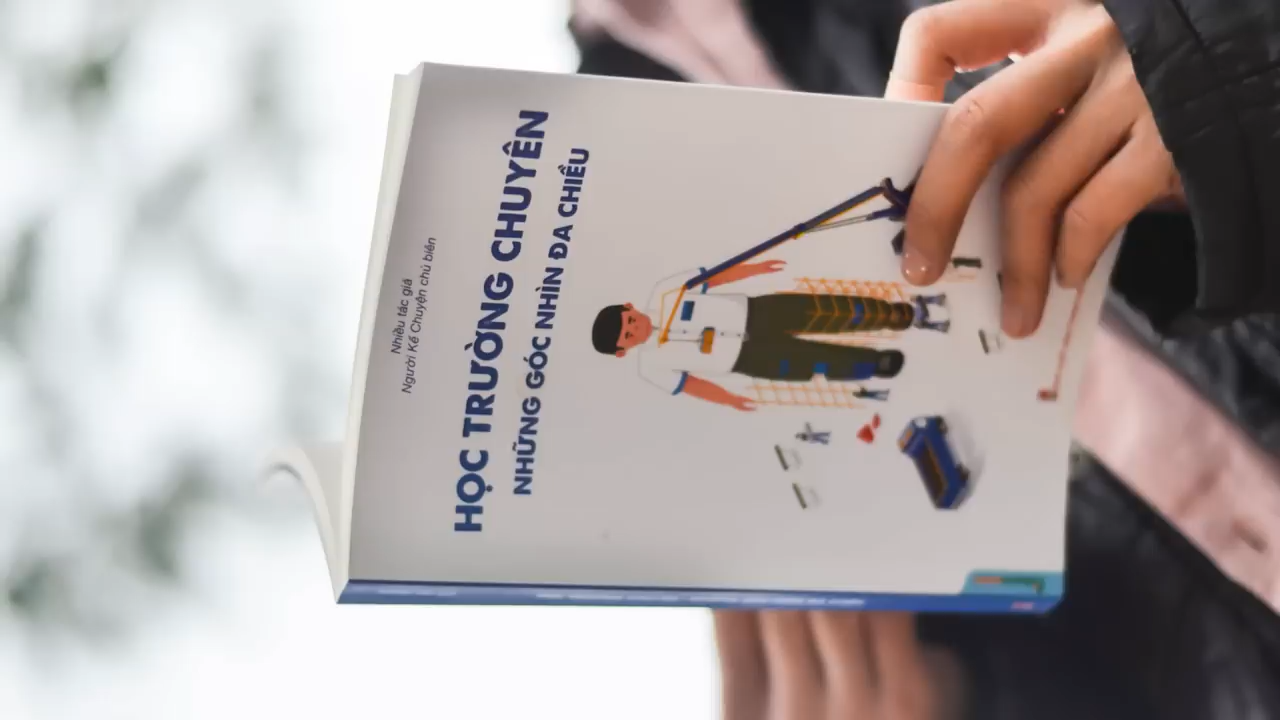 Nhiều tác giả
Người Kể Chuyện chủ biên
HỌC TRƯỜNG CHUYÊN
NHỮNG GÓC NHÌN ĐA CHIỀU